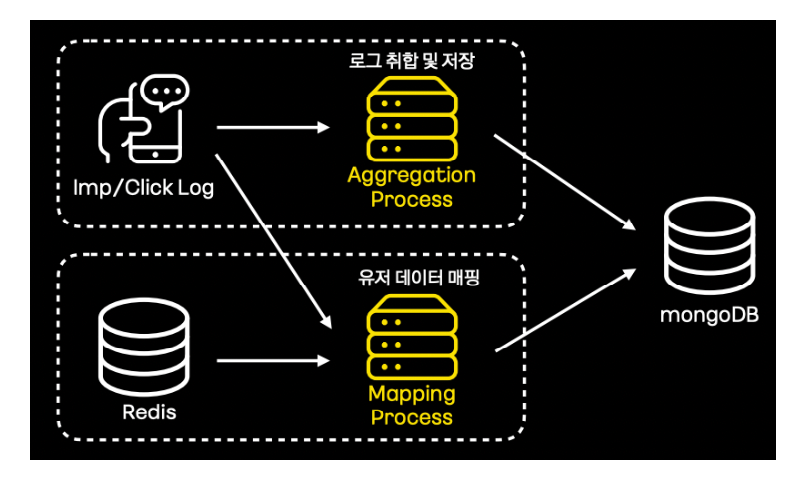 로그 취합 및 저장
Imp/Click Log
Aggregation
Process
유저 데이터 매핑
Redis
Mapping
Process
mongoDB